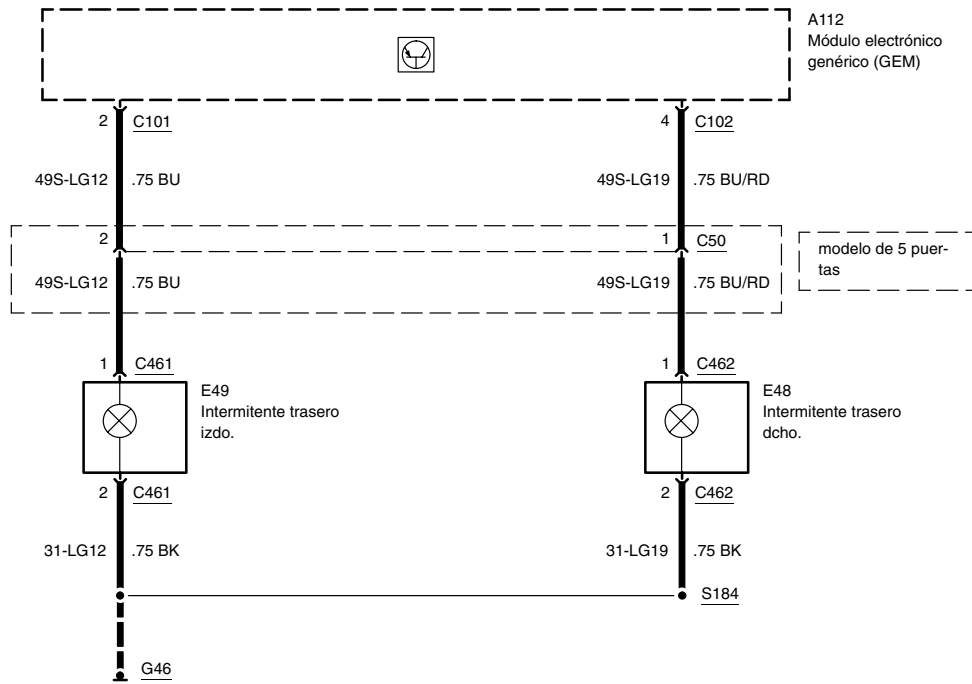 A112
Módulo electrónico
genérico (GEM)
2 C101
4 C102
49S-LG12 .75 BU
49S-LG19 .75 BU/RD
2
1 C50
modelo de 5 puer-
tas
49S-LG12 .75 BU
49S-LG19 .75 BU/RD
1 C461
1 C462
E49
Intermitente trasero
izdo.
E48
Intermitente trasero
dcho.
2 C461
2 C462
31-LG12 .75 BK
31-LG19 .75 BK
S184
G46